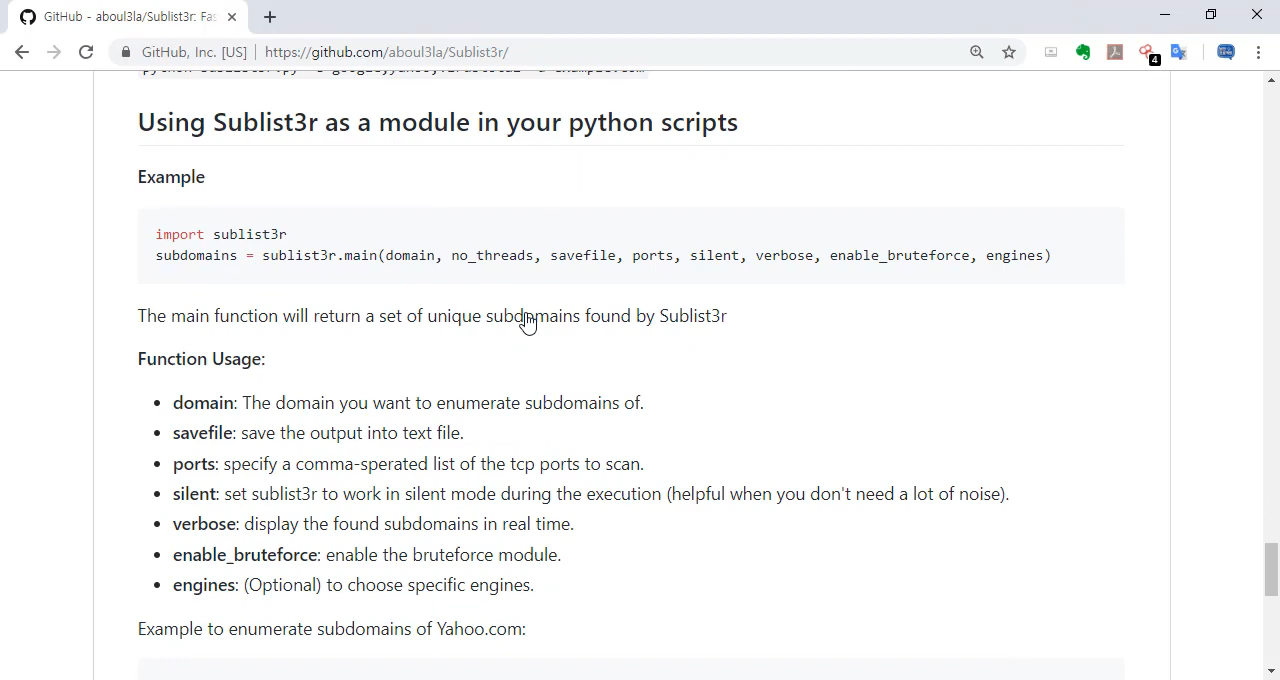 GitHub - aboul3la/Sublist3r: Fas
GitHub, Inc. [US] | https://github.com/aboul3la/Sublist3r/
4
Using Sublist3r as a module in your python scripts
Example
import sublist3r
subdomains = sublist3r.main(domain, no_threads, savefile, ports, silent, verbose, enable_bruteforce, engines)
The main function will return a set of unique subdomains found by Sublist3r
Function Usage:
• domain: The domain you want to enumerate subdomains of.
• savefile: save the output into text file.
• ports: specify a comma-sperated list of the tcp ports to scan.
• silent: set sublist3r to work in silent mode during the execution (helpful when you don't need a lot of noise).
• verbose: display the found subdomains in real time.
• enable_bruteforce: enable the bruteforce module.
• engines: (Optional) to choose specific engines.
Example to enumerate subdomains of Yahoo.com: